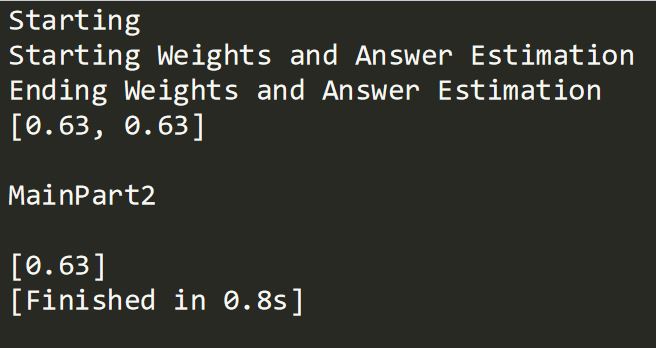 Starting
Starting Weights and Answer Estimation
Ending Weights and Answer Estimation
[0.63, 0.63]
MainPart2
[0.63]
[Finished in 0.8s]